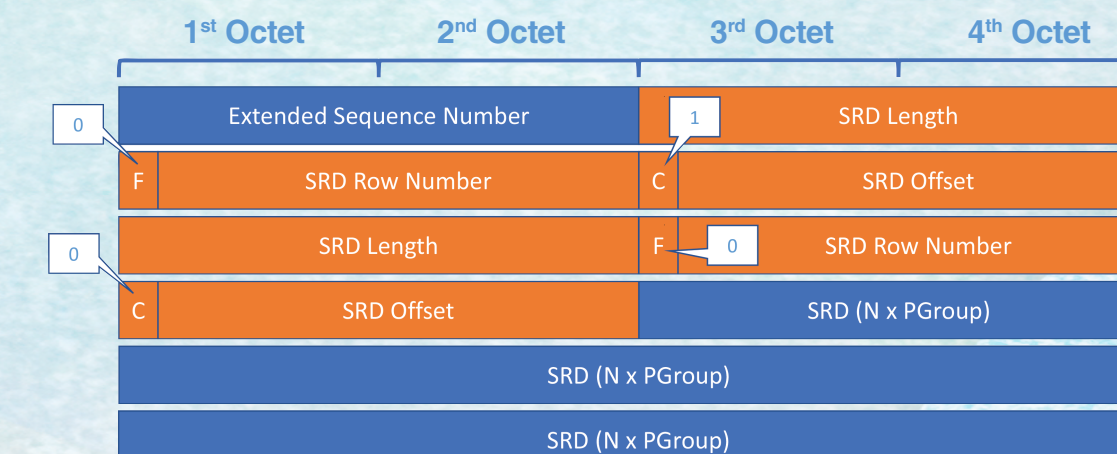 1st Octet 2nd Octet 3rd Octet 4th Octet
0 Extended Sequence Number 1 SRD Length
F SRD Row Number C SRD Offset
0 SRD Length F 0 SRD Row Number
C SRD Offset SRD (N x PGroup)
SRD (N x PGroup)
SRD (N x PGroup)